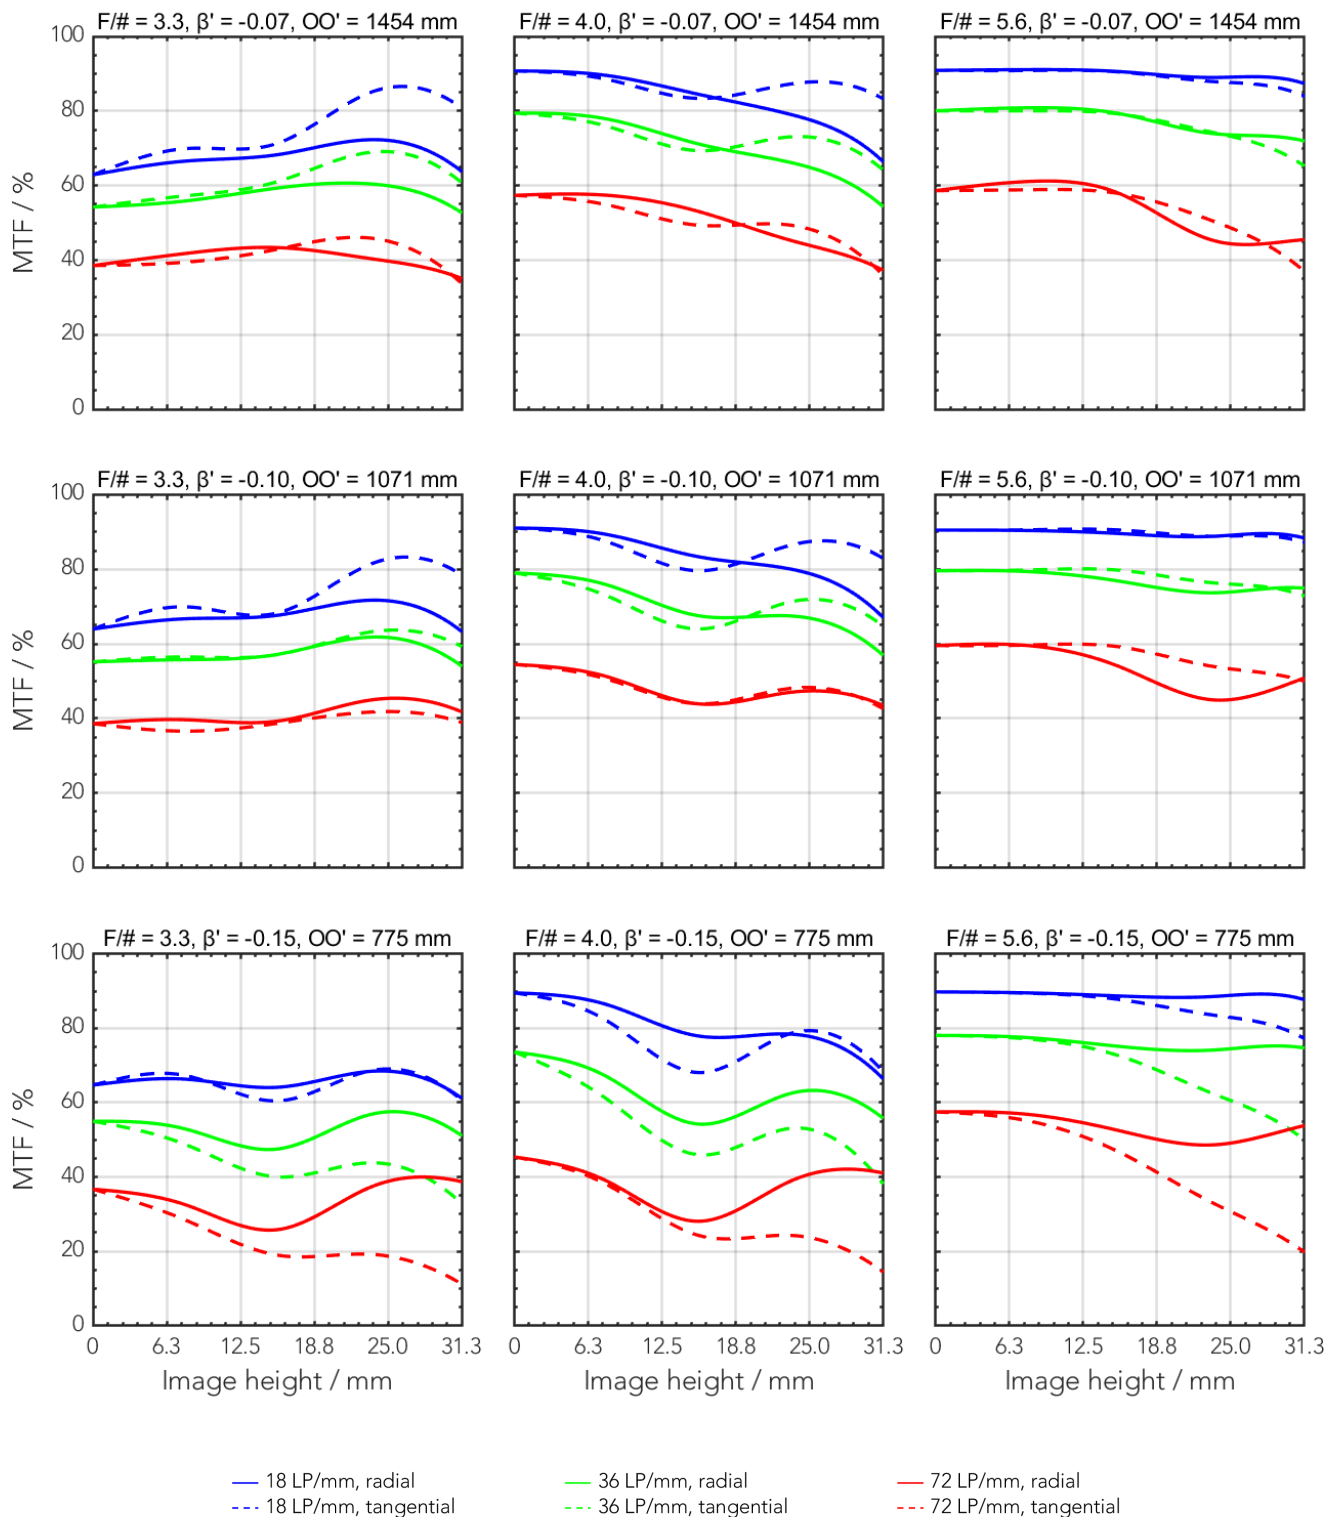 F/# = 3.3, β' = -0.07, OO' = 1454 mm
F/# = 4.0, β' = -0.07, OO' = 1454 mm
F/# = 5.6, β' = -0.07, OO' = 1454 mm
100
80
60
40
20
0
MTF / %
F/# = 3.3, β' = -0.10, OO' = 1071 mm
F/# = 4.0, β' = -0.10, OO' = 1071 mm
F/# = 5.6, β' = -0.10, OO' = 1071 mm
100
80
60
40
20
0
MTF / %
F/# = 3.3, β' = -0.15, OO' = 775 mm
F/# = 4.0, β' = -0.15, OO' = 775 mm
F/# = 5.6, β' = -0.15, OO' = 775 mm
100
80
60
40
20
0
MTF / %
0 6.3 12.5 18.8 25.0 31.3
0 6.3 12.5 18.8 25.0 31.3
0 6.3 12.5 18.8 25.0 31.3
Image height / mm
Image height / mm
Image height / mm
18 LP/mm, radial
36 LP/mm, radial
72 LP/mm, radial
18 LP/mm, tangential
36 LP/mm, tangential
72 LP/mm, tangential